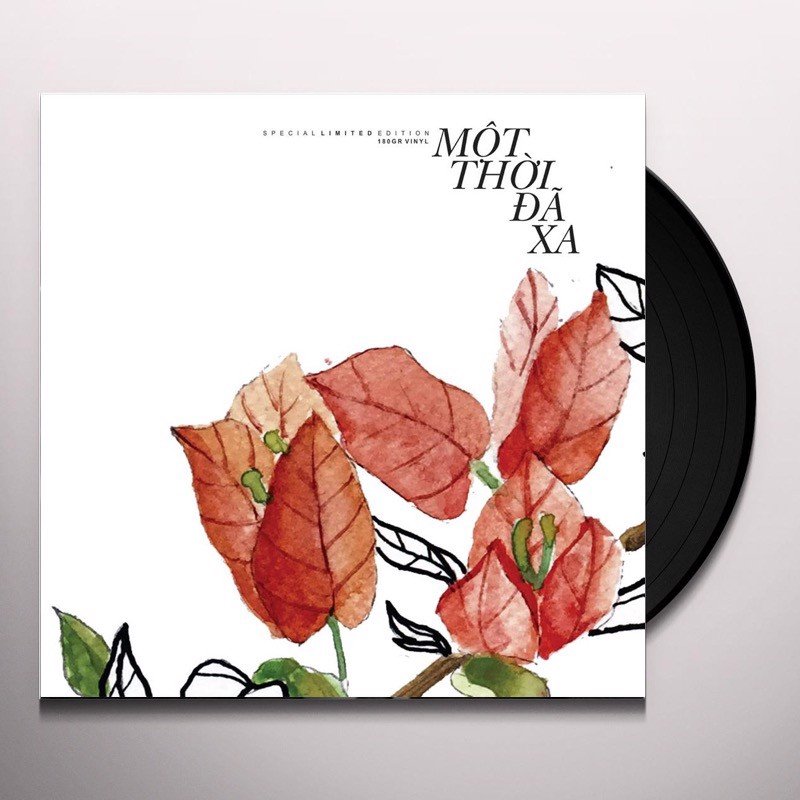 SPECIAL LIMITED EDITION
180GR VINYL
MỘT
THỜI
ĐÃ
XA